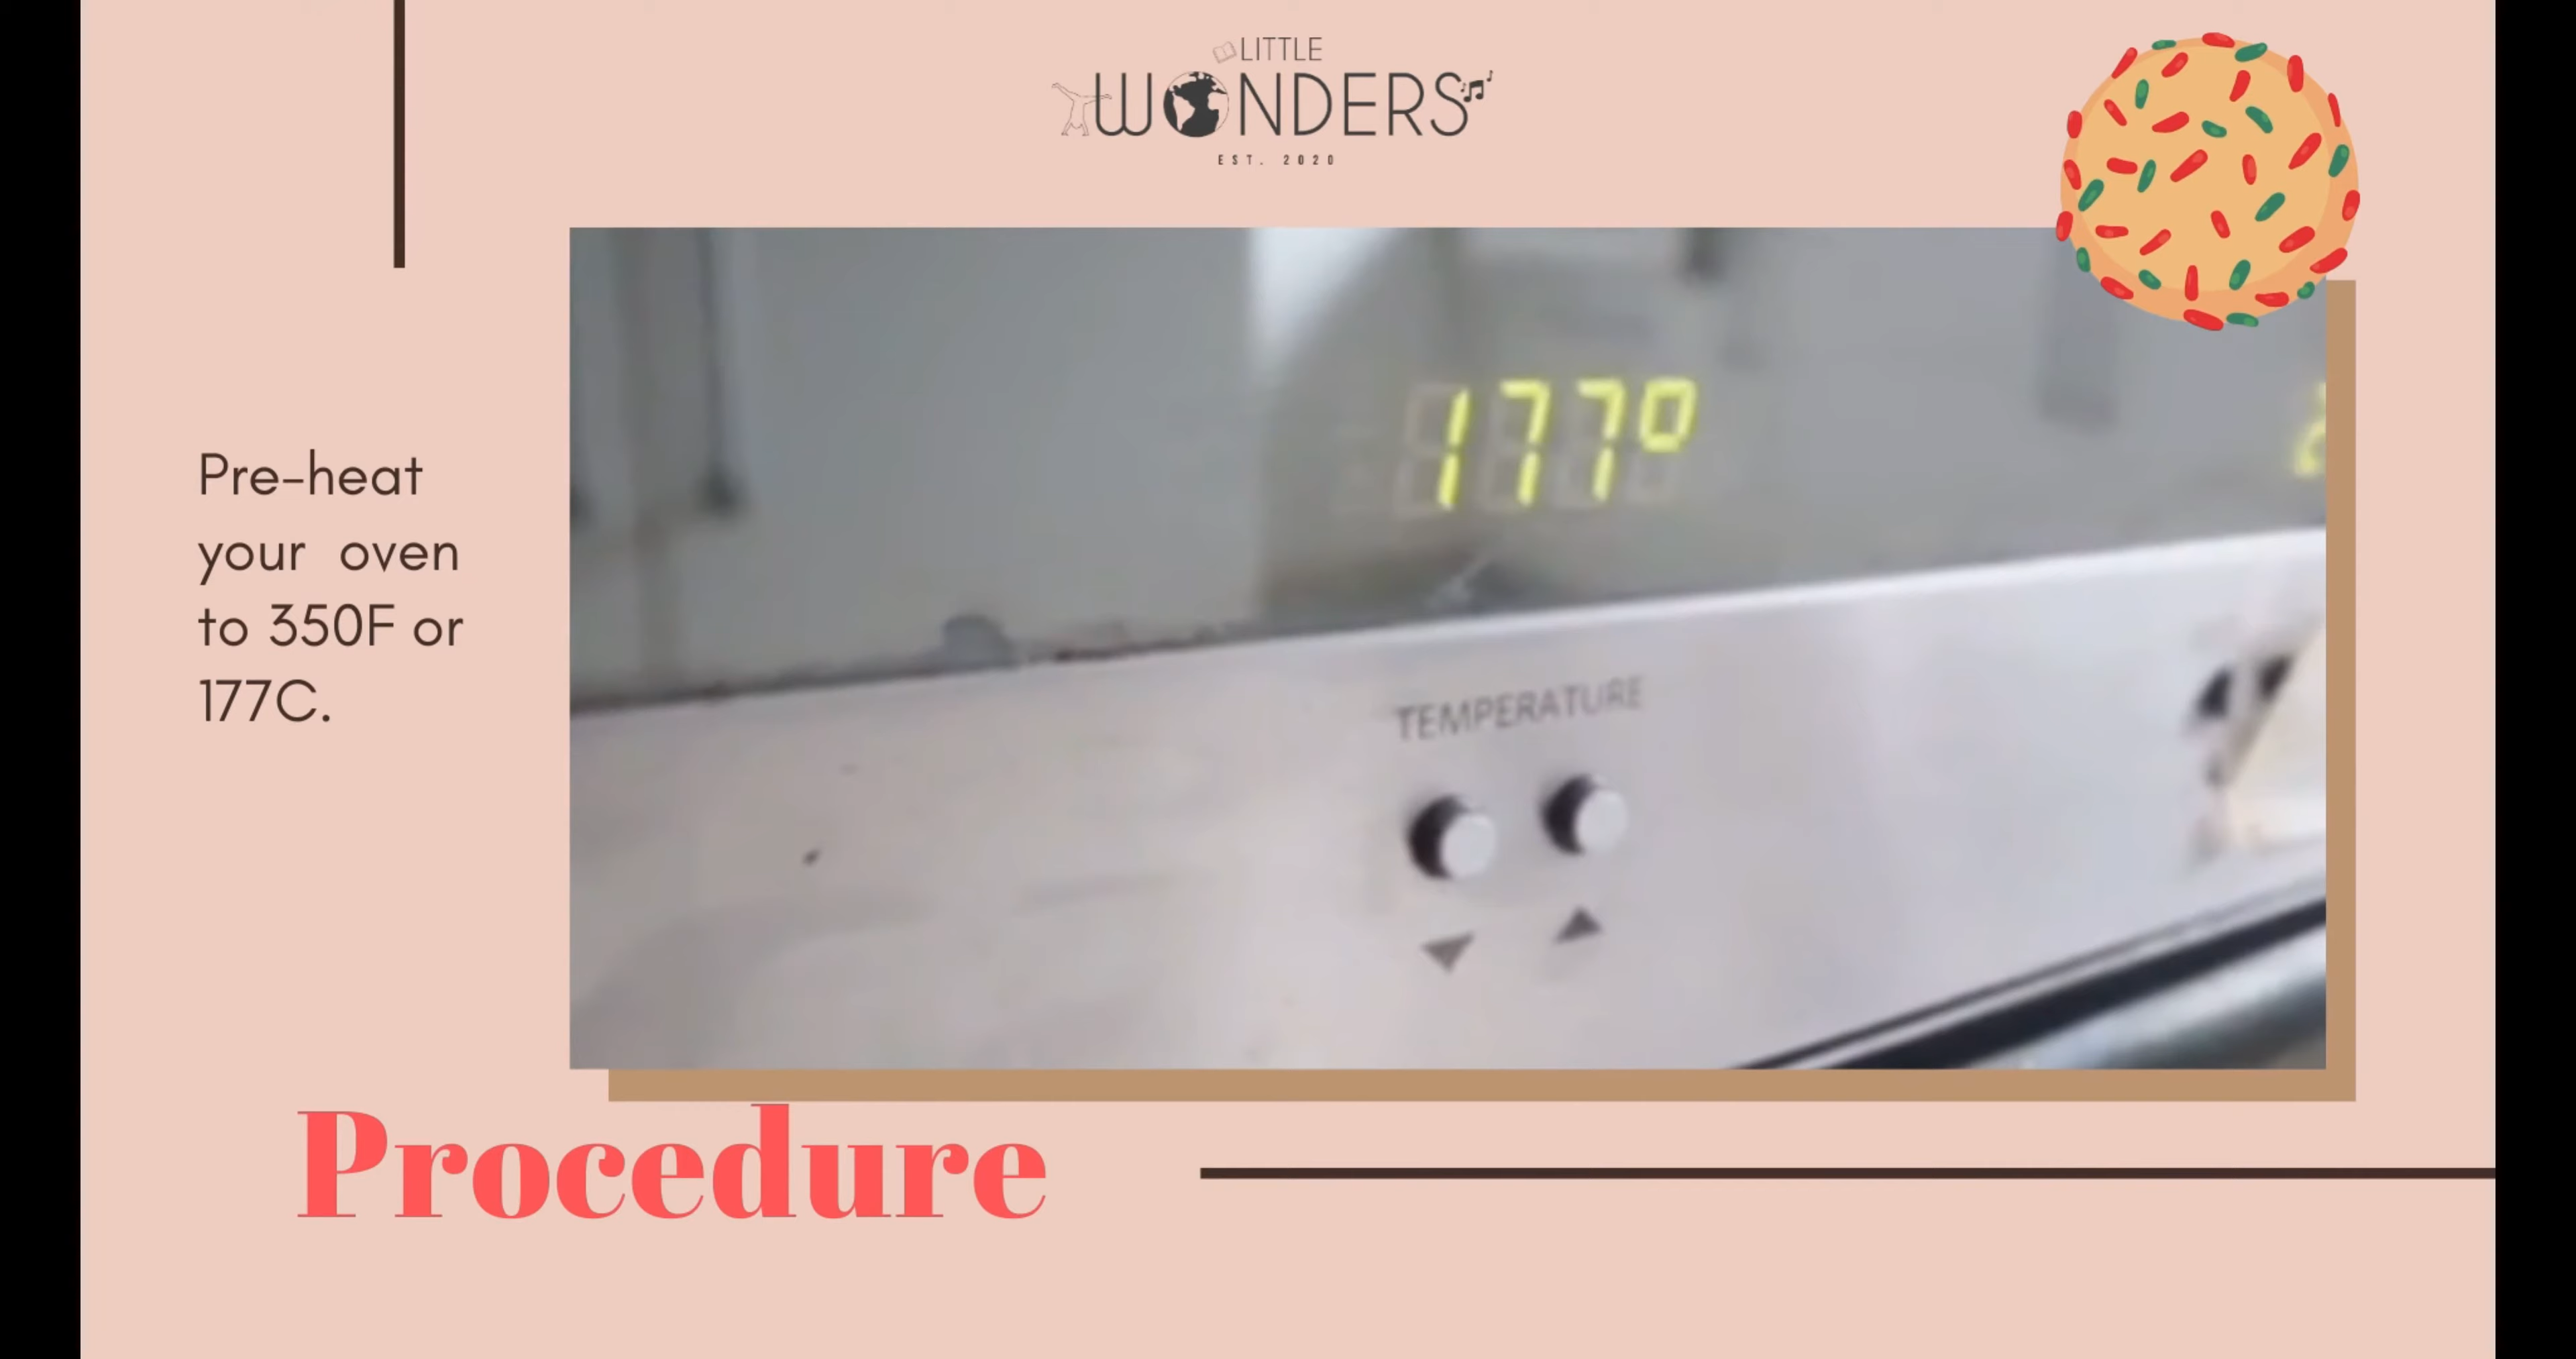 LITTLE
WONDERS
EST. 2020
Pre-heat
your oven
to 350F or
177C.
177°
TEMPERATURE
Procedure